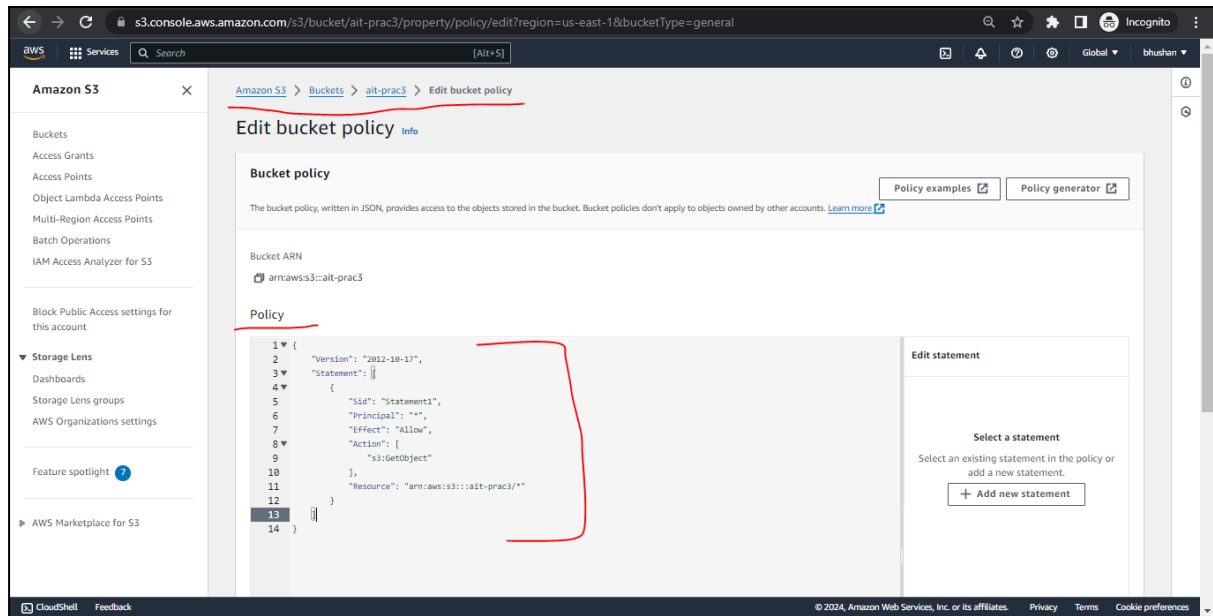 s3.console.aws.amazon.com/s3/bucket/ait-prac3/property/policy/edit?region=us-east-1&bucketType=general
Incognito
aws
Services
Search
[Alt+S]
Global
bhushan
Amazon S3
Buckets
Access Grants
Access Points
Object Lambda Access Points
Multi-Region Access Points
Batch Operations
IAM Access Analyzer for S3
Block Public Access settings for
this account
Storage Lens
Dashboards
Storage Lens groups
AWS Organizations settings
Feature spotlight 7
AWS Marketplace for S3
Amazon S3 > Buckets > ait-prac3 > Edit bucket policy
Edit bucket policy Info
Bucket policy
Policy examples
Policy generator
The bucket policy, written in JSON, provides access to the objects stored in the bucket. Bucket policies don't apply to objects owned by other accounts. Learn more
Bucket ARN
arn:aws:s3:::ait-prac3
Policy
1 {
2 "Version": "2012-10-17",
3 "Statement": [
4 {
5 "Sid": "Statement1",
6 "Principal": "*",
7 "Effect": "Allow",
8 "Action": [
9 "s3:GetObject"
10 ],
11 "Resource": "arn:aws:s3:::ait-prac3/*"
12 }
13 ]
14 }
Edit statement
Select a statement
Select an existing statement in the policy or
add a new statement.
+ Add new statement
CloudShell
Feedback
© 2024, Amazon Web Services, Inc. or its affiliates.
Privacy
Terms
Cookie preferences